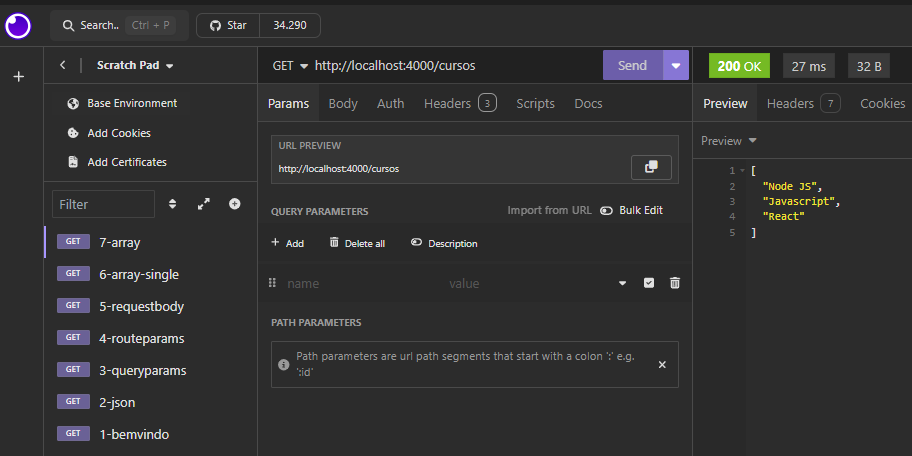 Search.. Ctrl + P Star 34.290
Scratch Pad
Base Environment
Add Cookies
Add Certificates
Filter
GET 7-array
GET 6-array-single
GET 5-requestbody
GET 4-routeparams
GET 3-queryparams
GET 2-json
GET 1-bemvindo
GET http://localhost:4000/cursos Send
Params Body Auth Headers 3 Scripts Docs
URL PREVIEW
http://localhost:4000/cursos
QUERY PARAMETERS Import from URL Bulk Edit
+ Add Delete all Description
name value
PATH PARAMETERS
Path parameters are url path segments that start with a colon ':' e.g.
':id'
200 OK 27 ms 32 B
Preview Headers 7 Cookies
Preview
1 [
2 "Node JS",
3 "Javascript",
4 "React"
5 ]